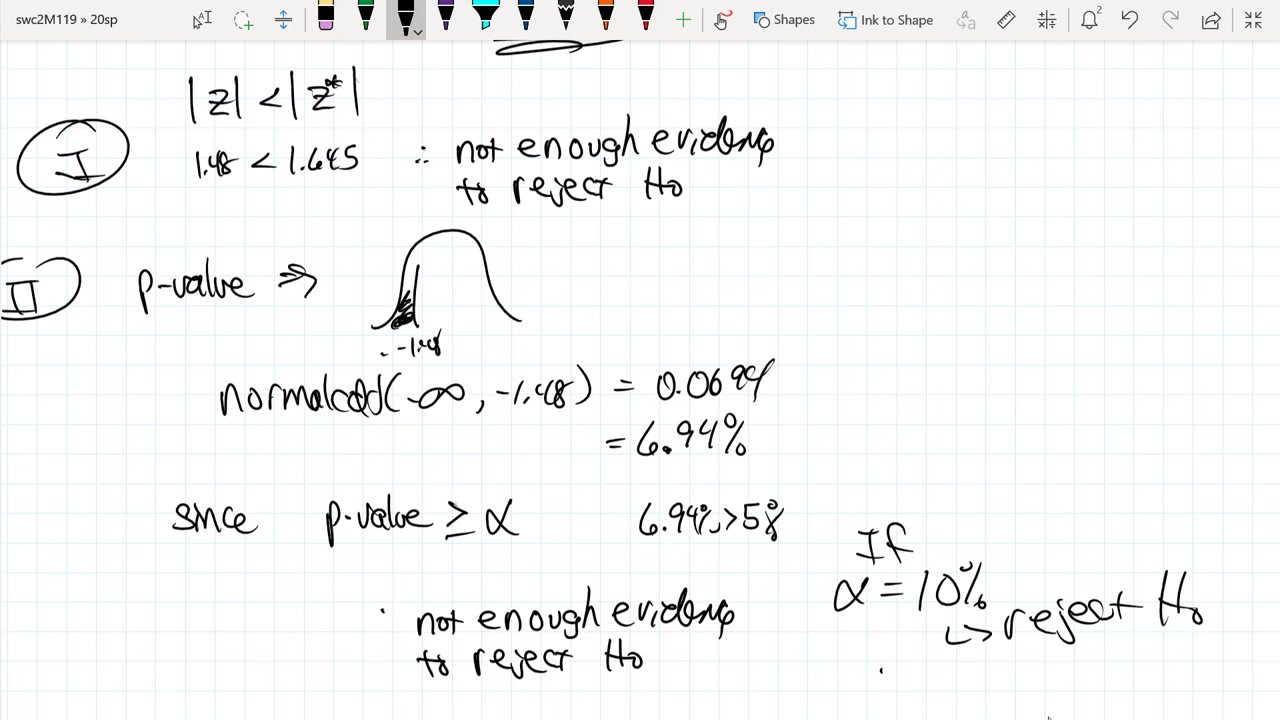 swc2M119 » 20sp
Shapes
Ink to Shape
2
|z| < |z*|
I
1.48 < 1.645 ∴ not enough evidence
to reject Ho
II
p-value ⇒
-1.48
normalcdf(-∞, -1.48) = 0.0694
= 6.94%
since p-value ≥ α 6.94% > 5%
If
α = 10%
↳ reject Ho
not enough evidence
to reject Ho